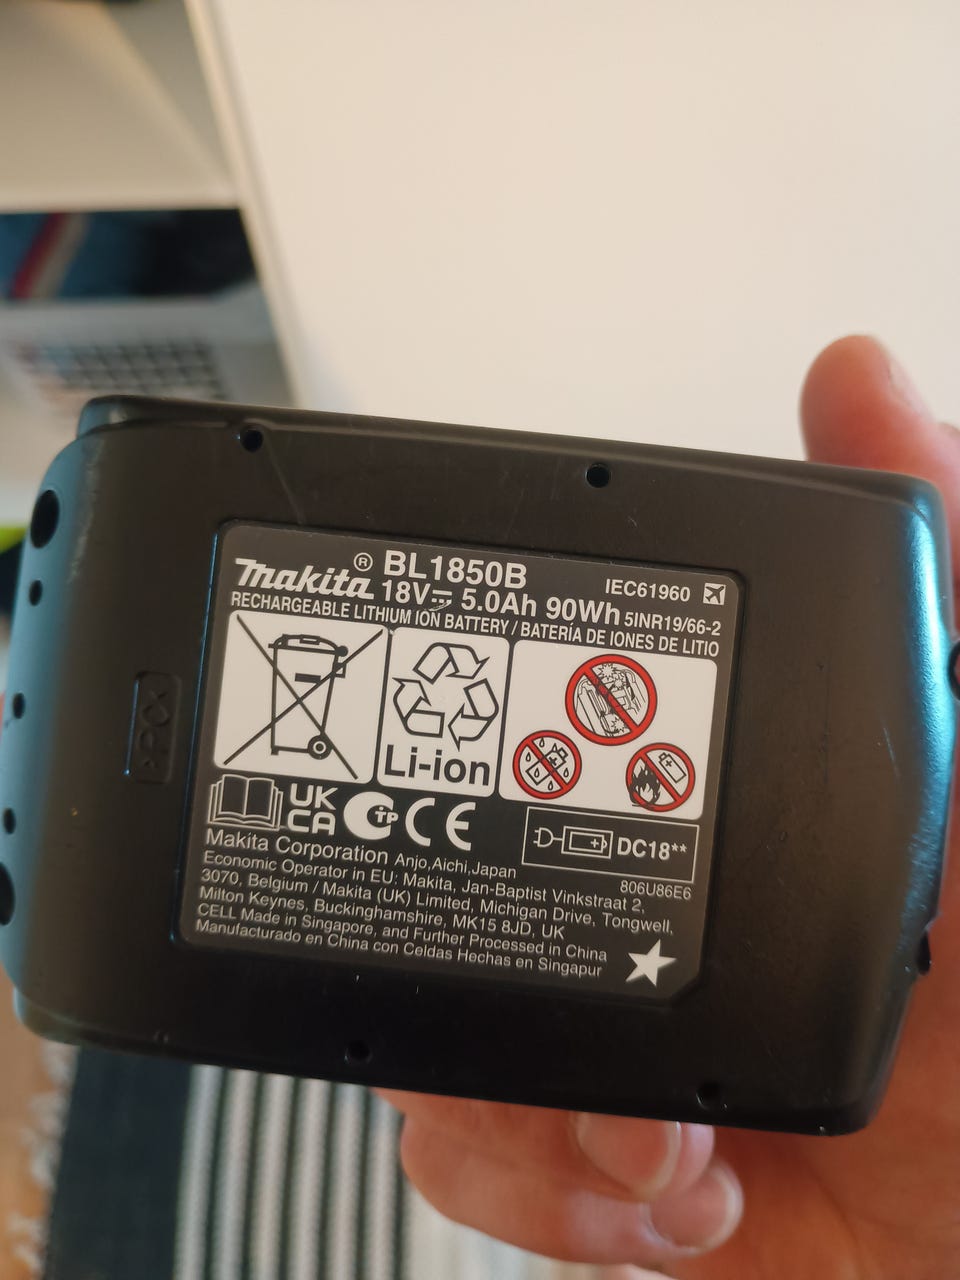 Makita® BL1850B
18V 5.0Ah 90Wh
IEC61960
5INR19/66-2
RECHARGEABLE LITHIUM ION BATTERY / BATERÍA DE IONES DE LITIO
Li-ion
UK
CA
TP
CE
DC18**
806U86E6
Makita Corporation Anjo,Aichi,Japan
Economic Operator in EU: Makita, Jan-Baptist Vinkstraat 2,
3070, Belgium / Makita (UK) Limited, Michigan Drive, Tongwell,
Milton Keynes, Buckinghamshire, MK15 8JD, UK
CELL Made in Singapore, and Further Processed in China
Manufacturado en China con Celdas Hechas en Singapur